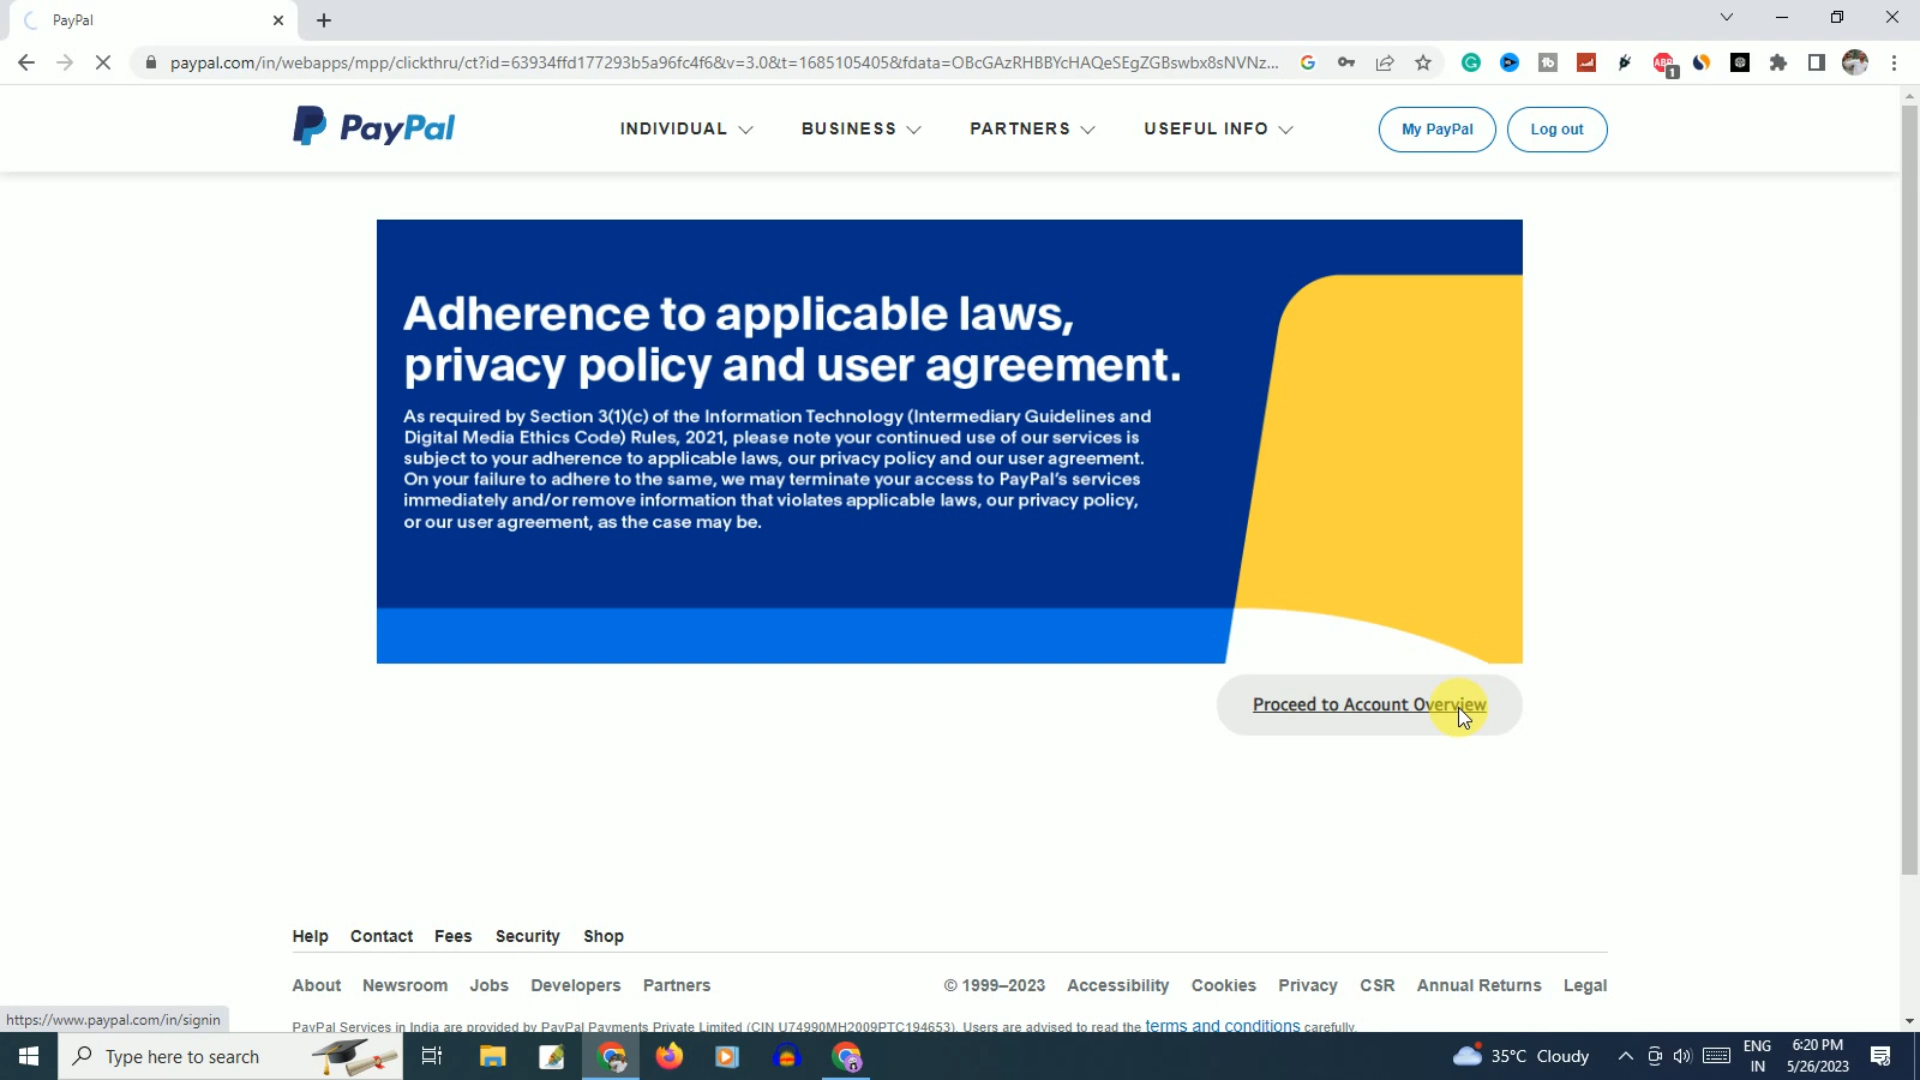 PayPal
paypal.com/in/webapps/mpp/clickthru/ct?id=63934ffd177293b5a96fc4f6&v=3.0&t=1685105405&fdata=OBcGAzRHBBYcHAQeSEgZGBswbx8sNVNz...
PayPal INDIVIDUAL BUSINESS PARTNERS USEFUL INFO My PayPal Log out
Adherence to applicable laws,
privacy policy and user agreement.
As required by Section 3(1)(c) of the Information Technology (Intermediary Guidelines and
Digital Media Ethics Code) Rules, 2021, please note your continued use of our services is
subject to your adherence to applicable laws, our privacy policy and our user agreement.
On your failure to adhere to the same, we may terminate your access to PayPal's services
immediately and/or remove information that violates applicable laws, our privacy policy,
or our user agreement, as the case may be.
Proceed to Account Overview
Help Contact Fees Security Shop
About Newsroom Jobs Developers Partners © 1999–2023 Accessibility Cookies Privacy CSR Annual Returns Legal
https://www.paypal.com/in/signin
PayPal Services in India are provided by PayPal Payments Private Limited (CIN U74990MH2009PTC194653). Users are advised to read the terms and conditions carefully.
Type here to search 35°C Cloudy ENG 6:20 PM
IN 5/26/2023